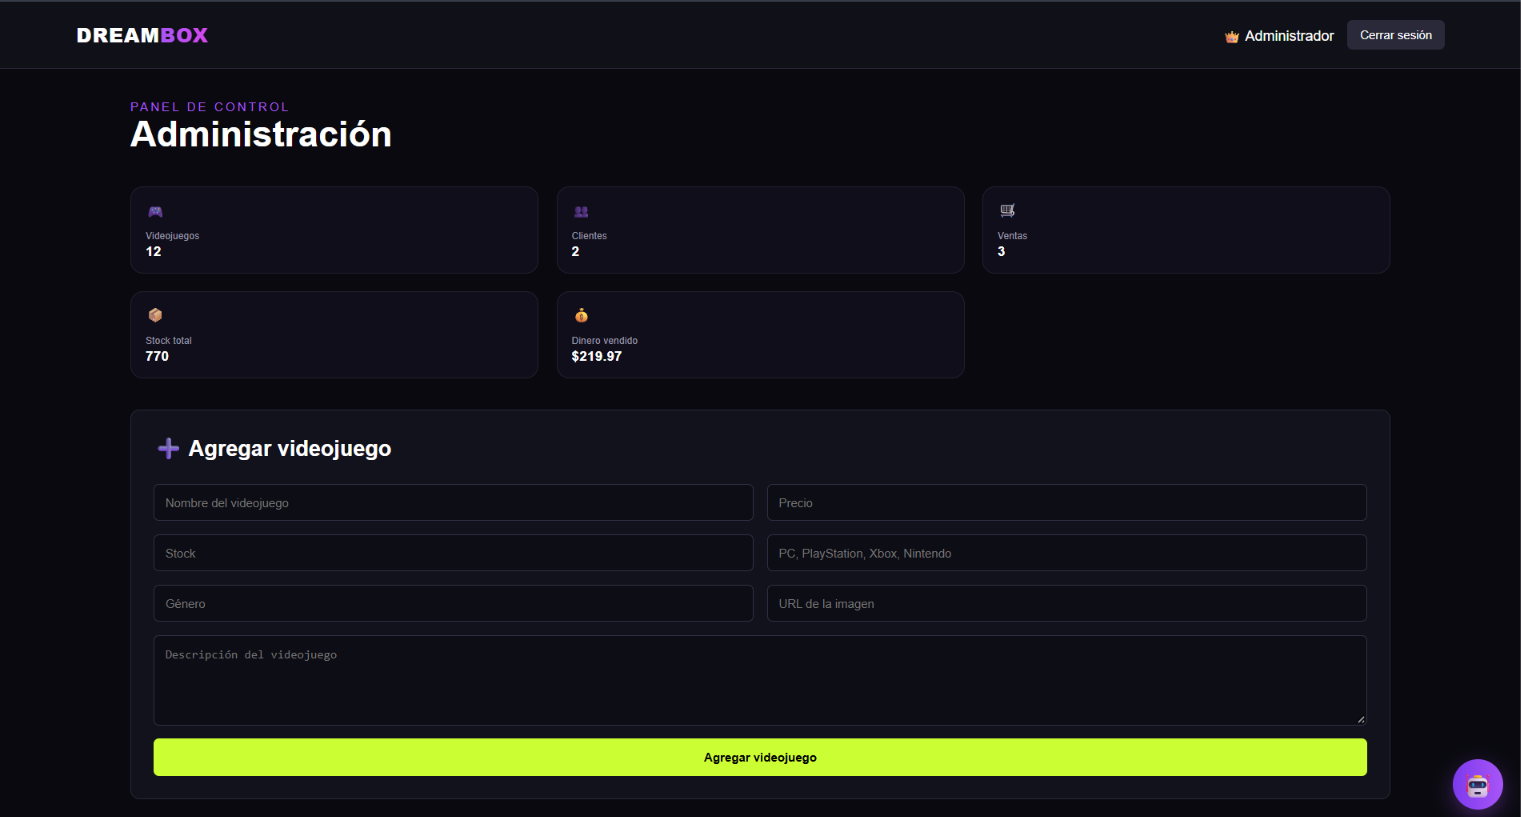 DREAMBOX
Administrador
Cerrar sesión
PANEL DE CONTROL
Administración
Videojuegos
12
Clientes
2
Ventas
3
Stock total
770
Dinero vendido
$219.97
Agregar videojuego
Nombre del videojuego
Precio
Stock
PC, PlayStation, Xbox, Nintendo
Género
URL de la imagen
Descripción del videojuego
Agregar videojuego